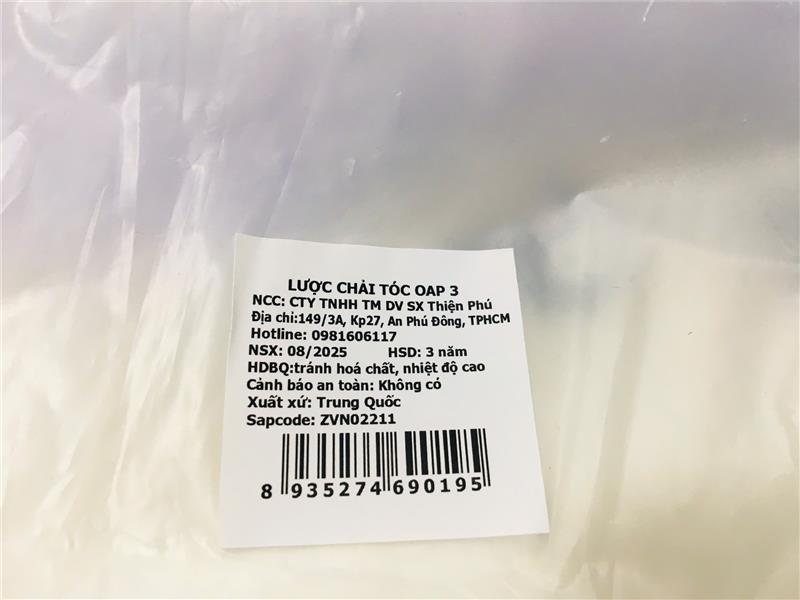 LƯỢC CHẢI TÓC OAP 3
NCC: CTY TNHH TM DV SX Thiện Phú
Địa chỉ:149/3A, Kp27, An Phú Đông, TPHCM
Hotline: 0981606117
NSX: 08/2025 HSD: 3 năm
HDBQ:tránh hoá chất, nhiệt độ cao
Cảnh báo an toàn: Không có
Xuất xứ: Trung Quốc
Sapcode: ZVN02211
8 935274 690195